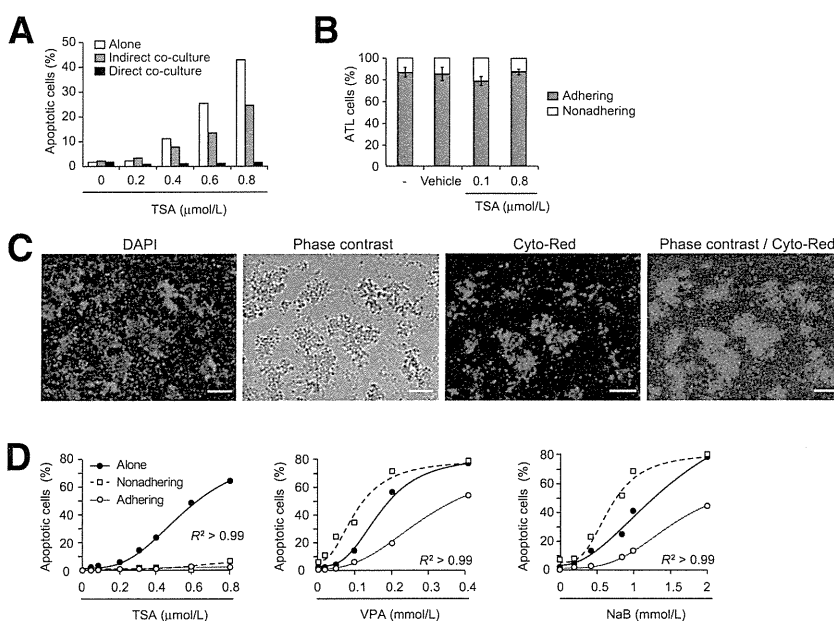 A
Apoptotic cells (%)
50
40
30
20
10
0
Alone
Indirect co-culture
Direct co-culture
0 0.2 0.4 0.6 0.8
TSA (μmol/L)
B
ATL cells (%)
100
80
60
40
20
0
Adhering
Nonadhering
- Vehicle 0.1 0.8
TSA (μmol/L)
C
DAPI Phase contrast Cyto-Red Phase contrast / Cyto-Red
D
Apoptotic cells (%)
80
60
40
20
0
Alone
Nonadhering
Adhering
R² > 0.99
0 0.2 0.4 0.6 0.8
TSA (μmol/L)
Apoptotic cells (%)
80
60
40
20
0
R² > 0.99
0 0.1 0.2 0.3 0.4
VPA (mmol/L)
Apoptotic cells (%)
80
60
40
20
0
R² > 0.99
0 0.5 1 1.5 2
NaB (mmol/L)